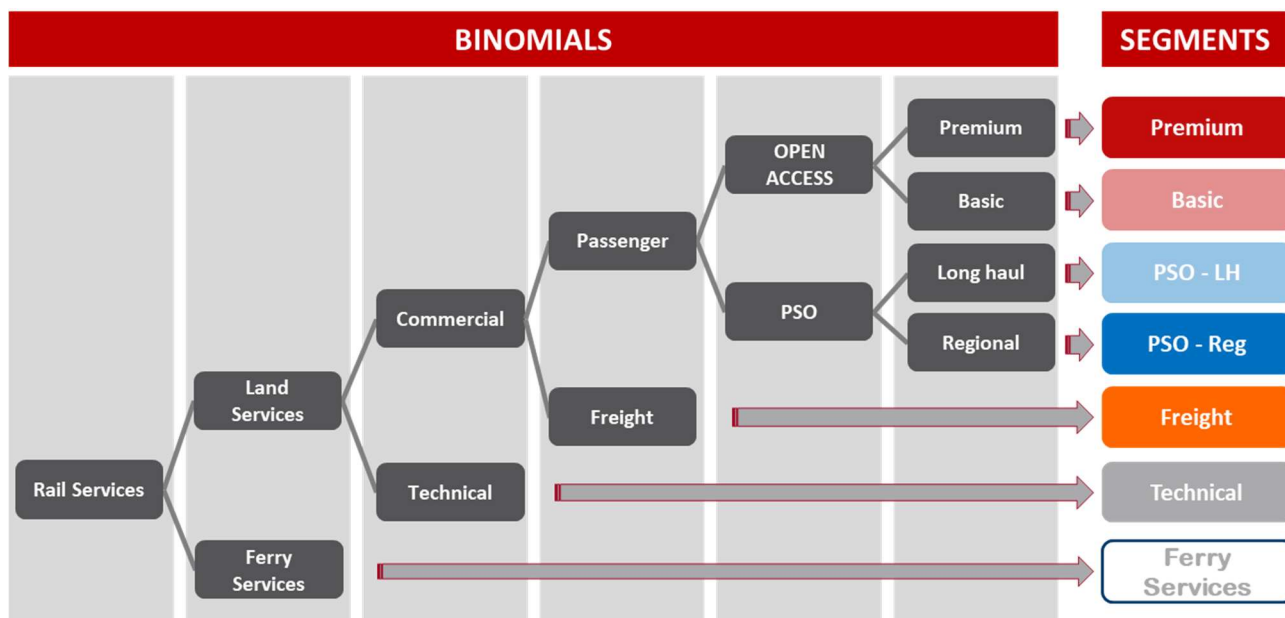 BINOMIALS
SEGMENTS
Premium
Premium
OPEN
ACCESS
Basic
Basic
Passenger
Long haul
PSO - LH
Commercial
PSO
Regional
PSO - Reg
Land
Services
Freight
Freight
Rail Services
Technical
Technical
Ferry
Services
Ferry
Services